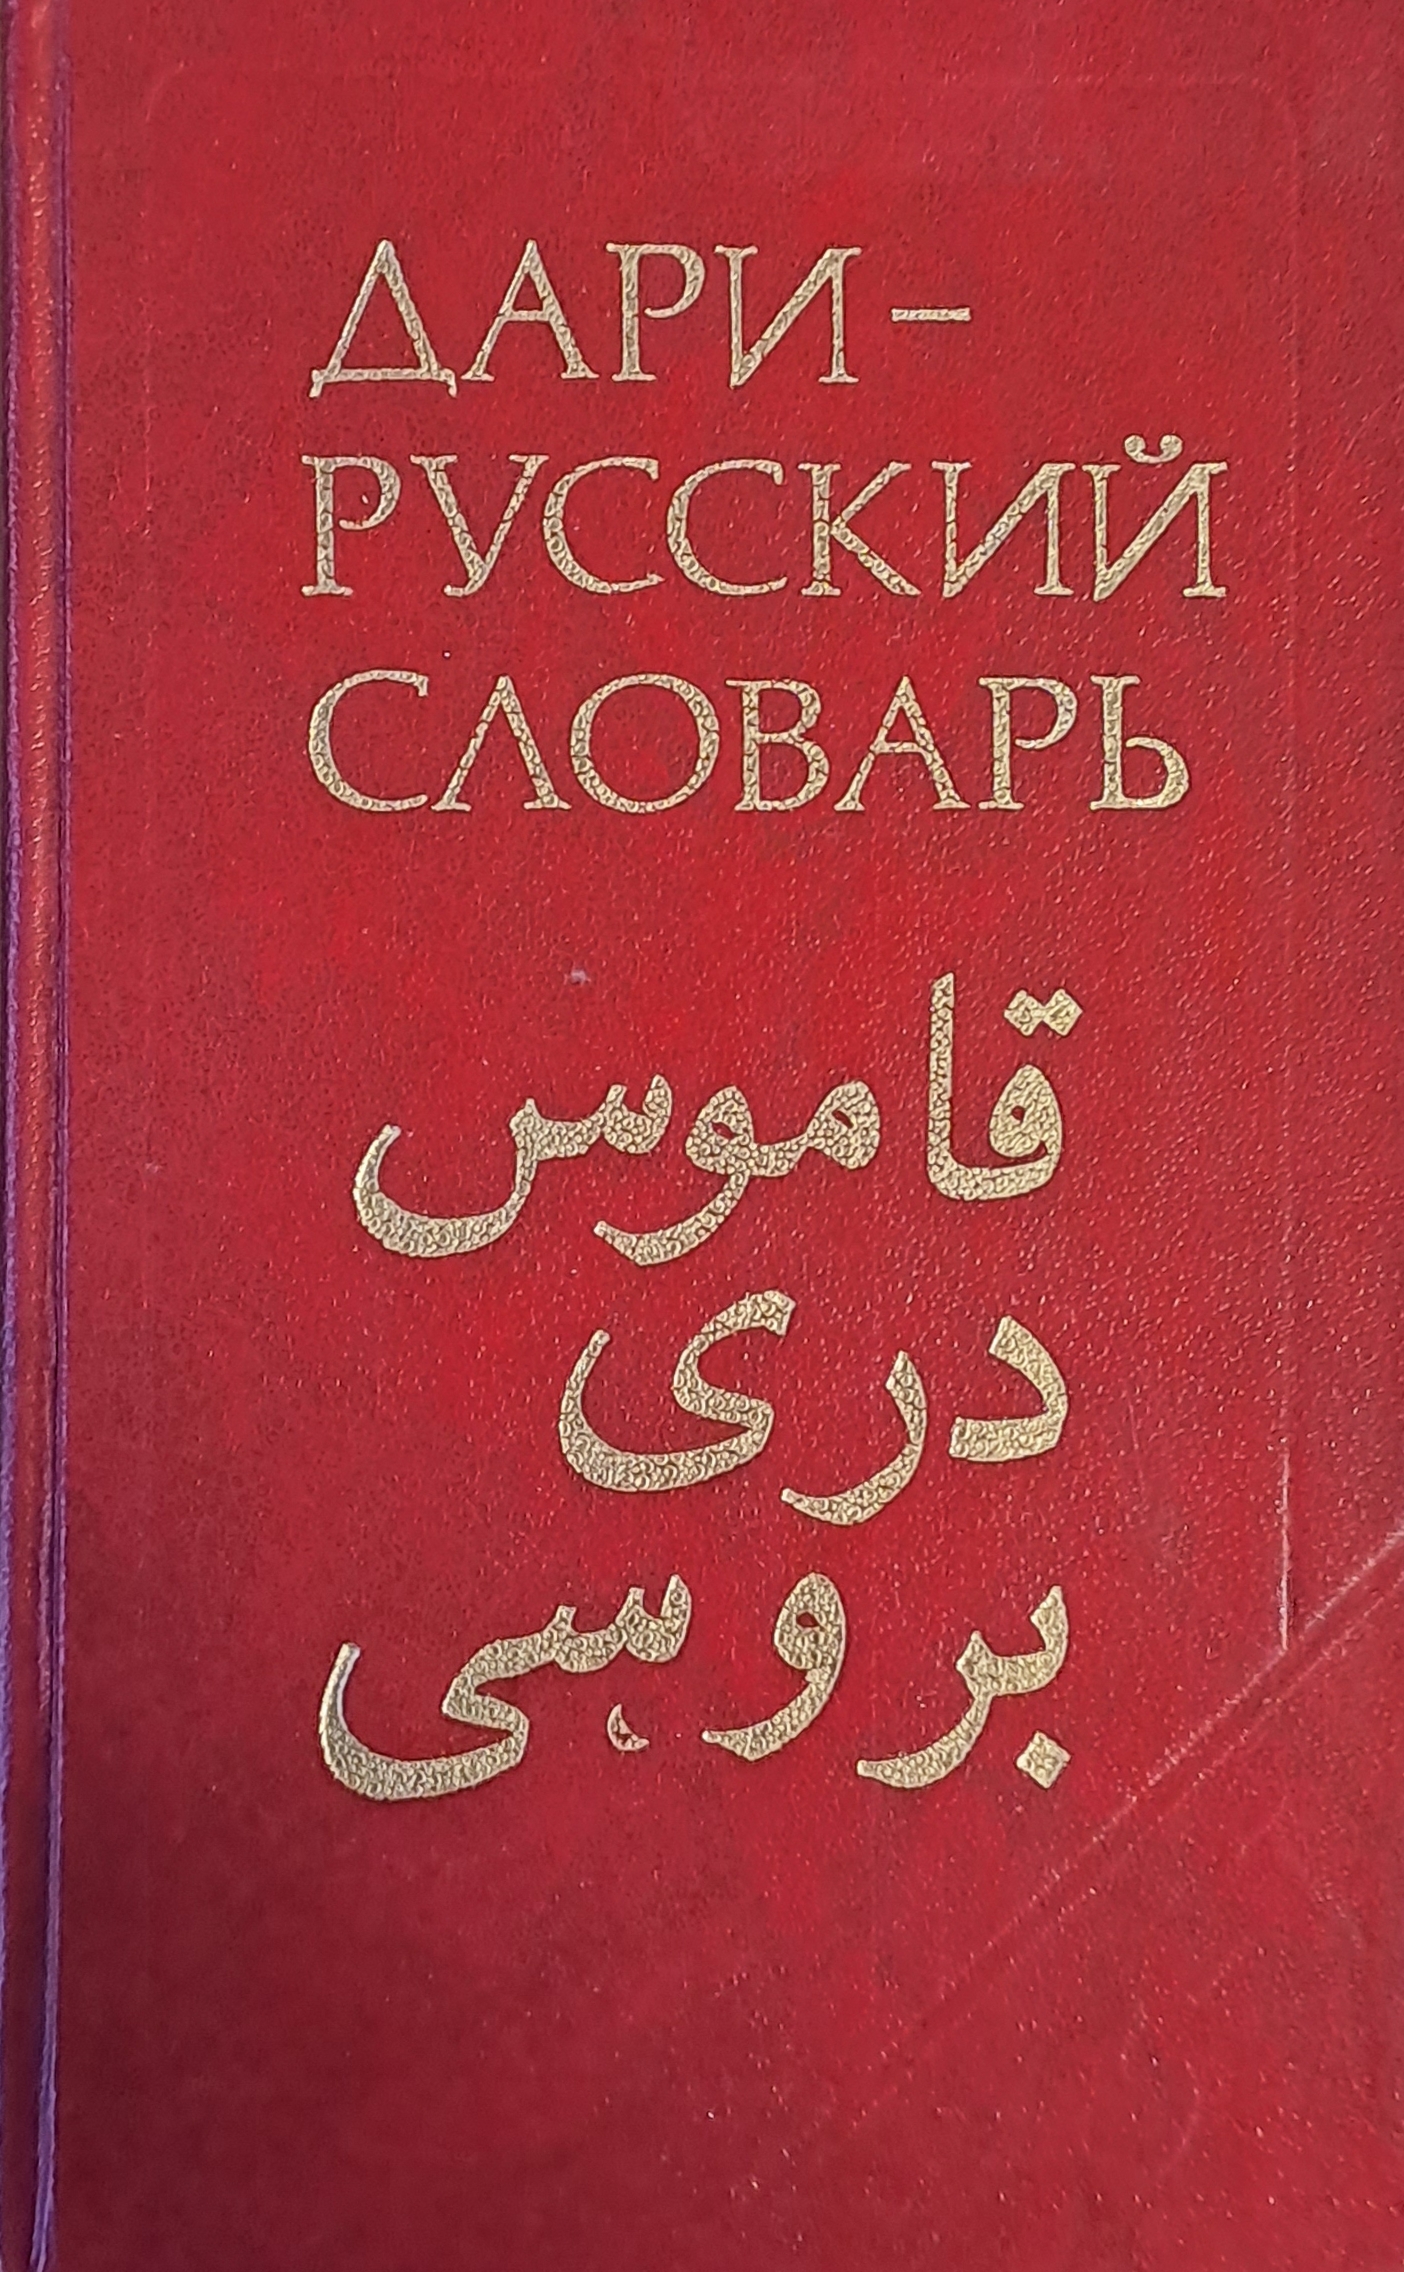 ДАРИ-
РУССКИЙ
СЛОВАРЬ
قاموس
دری
بروسی